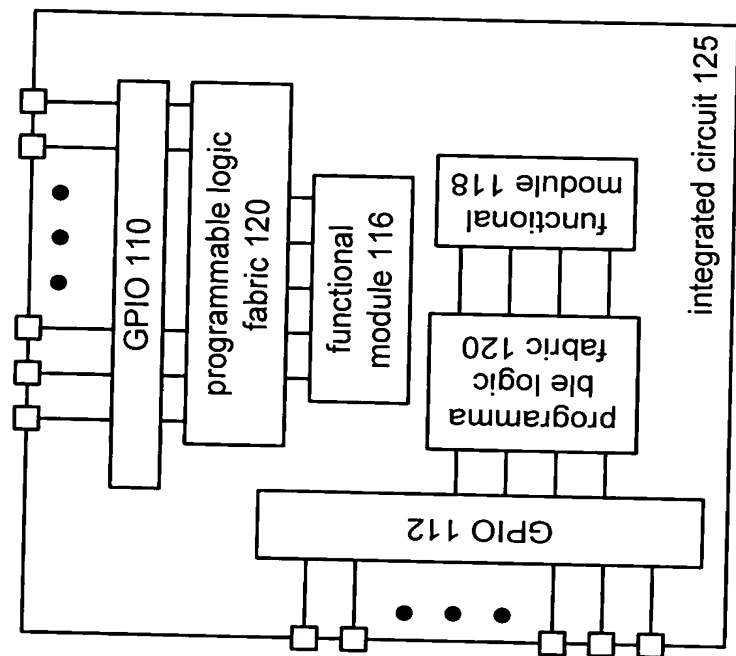 GPIO 110
programmable logic
fabric 120
functional
module 116
functional
module 118
programma
ble logic
fabric 120
GPIO 112
integrated circuit 125